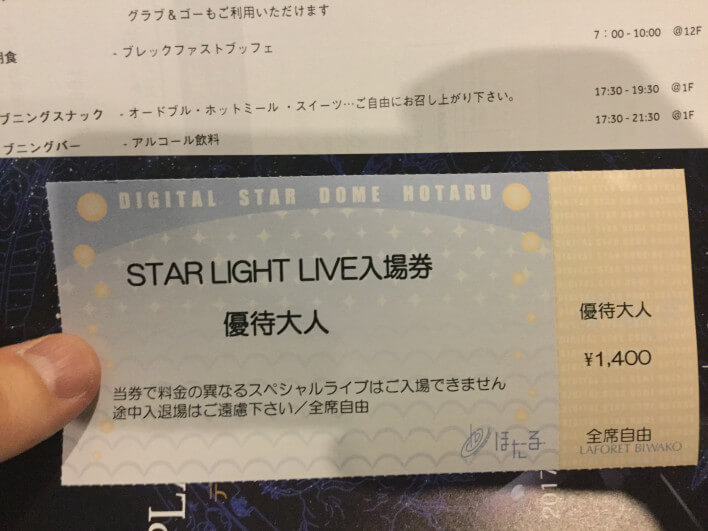 グラブ&ゴーもご利用いただけます
朝食 - ブレックファストブッフェ 7：00 - 10:00 @12F
ブニングスナック - オードブル・ホットミール ・スイーツ…ご自由にお召し上がり下さい。 17:30 - 19:30 @1F
ブニングバー - アルコール飲料 17:30 - 21:30 @1F
DIGITAL STAR DOME HOTARU
STAR LIGHT LIVE入場券
優待大人
当券で料金の異なるスペシャルライブはご入場できません
途中入退場はご遠慮下さい／全席自由
ほたる
優待大人
¥1,400
全席自由
LAFORET BIWAKO
PLA
2017